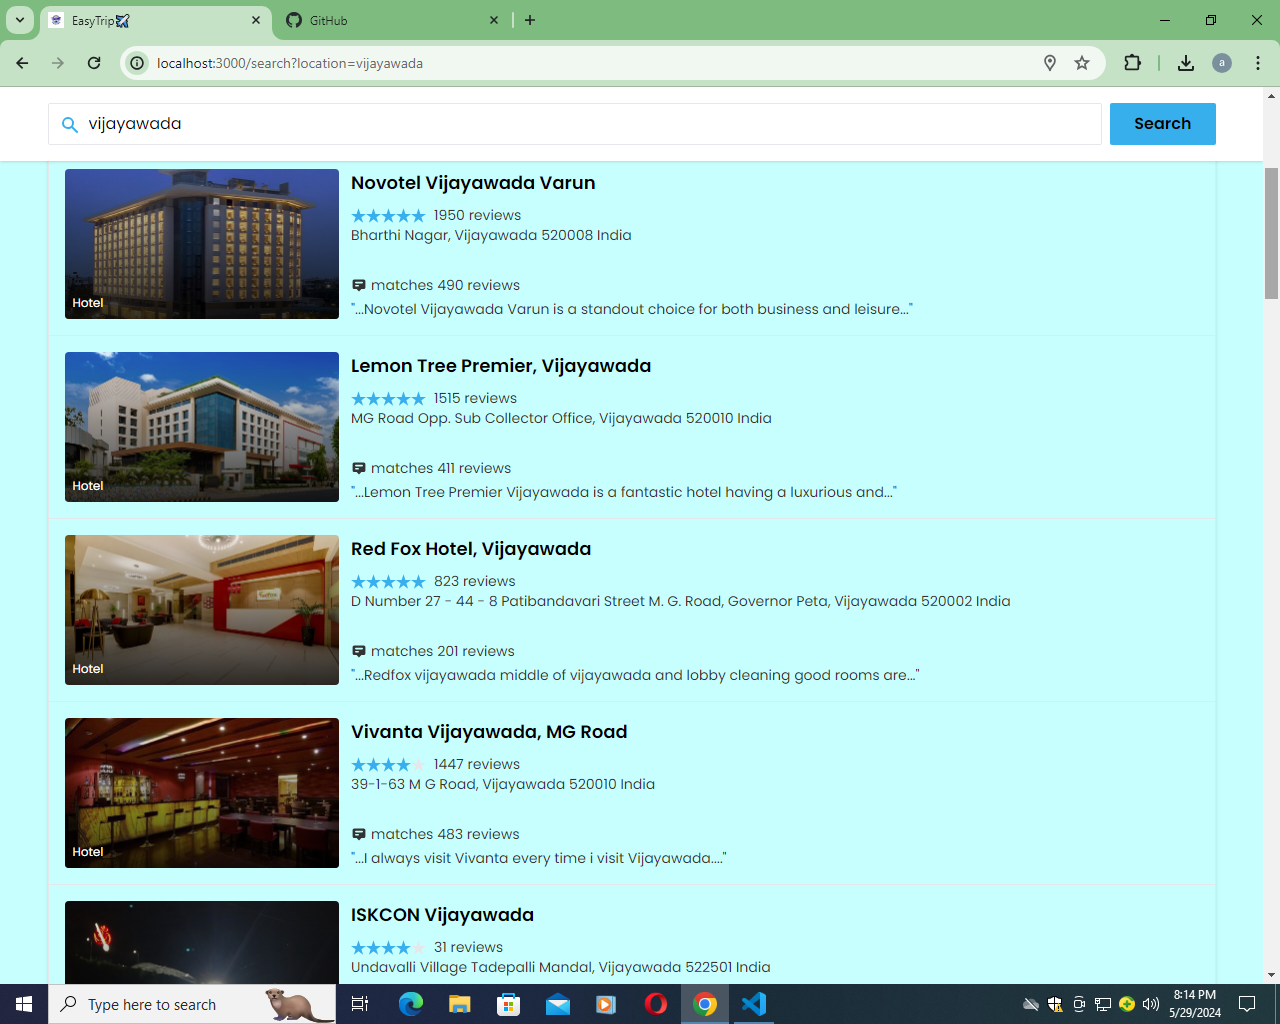 EasyTrip
GitHub
localhost:3000/search?location=vijayawada
a
vijayawada
Search
Novotel Vijayawada Varun
1950 reviews
Bharthi Nagar, Vijayawada 520008 India
matches 490 reviews
"...Novotel Vijayawada Varun is a standout choice for both business and leisure..."
Hotel
Lemon Tree Premier, Vijayawada
1515 reviews
MG Road Opp. Sub Collector Office, Vijayawada 520010 India
matches 411 reviews
"...Lemon Tree Premier Vijayawada is a fantastic hotel having a luxurious and..."
Hotel
Red Fox Hotel, Vijayawada
823 reviews
D Number 27 - 44 - 8 Patibandavari Street M. G. Road, Governor Peta, Vijayawada 520002 India
matches 201 reviews
"...Redfox vijayawada middle of vijayawada and lobby cleaning good rooms are..."
Hotel
Vivanta Vijayawada, MG Road
1447 reviews
39-1-63 M G Road, Vijayawada 520010 India
matches 483 reviews
"...I always visit Vivanta every time i visit Vijayawada...."
Hotel
ISKCON Vijayawada
31 reviews
Undavalli Village Tadepalli Mandal, Vijayawada 522501 India
Type here to search
8:14 PM
5/29/2024